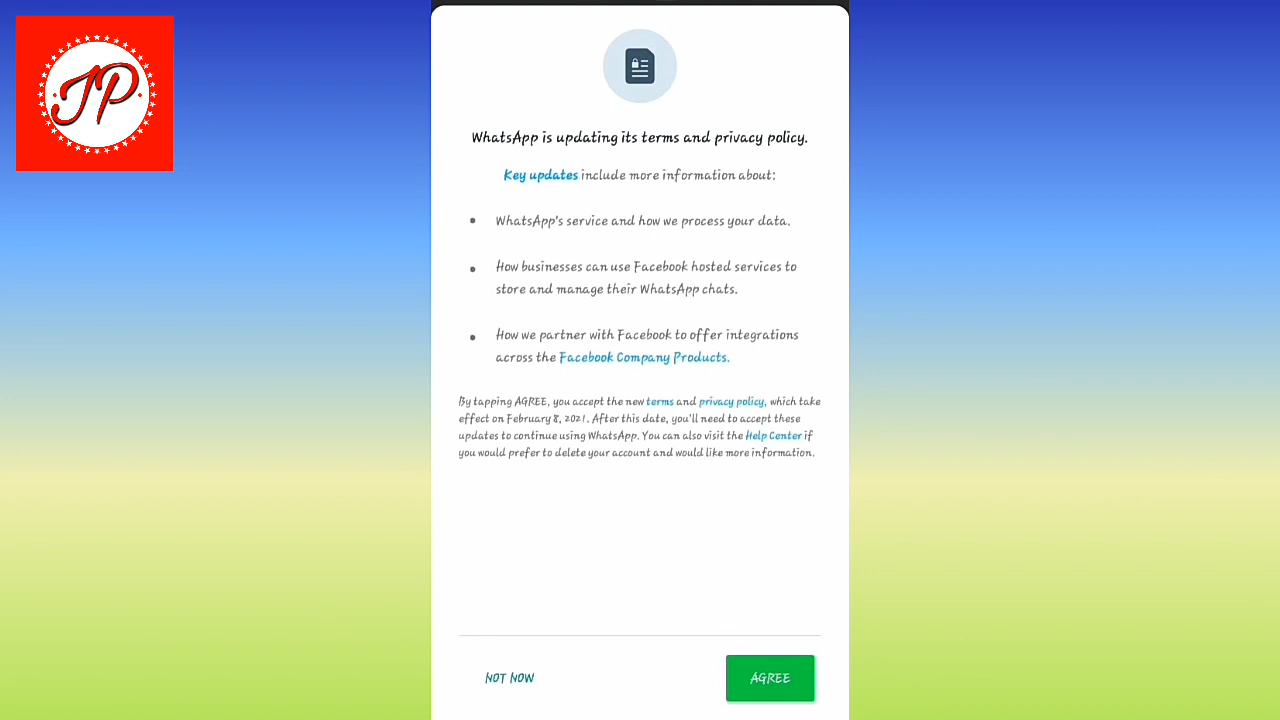 JP
WhatsApp is updating its terms and privacy policy.
Key updates include more information about:
• WhatsApp's service and how we process your data.
• How businesses can use Facebook hosted services to
store and manage their WhatsApp chats.
• How we partner with Facebook to offer integrations
across the Facebook Company Products.
By tapping AGREE, you accept the new terms and privacy policy, which take
effect on February 8, 2021. After this date, you'll need to accept these
updates to continue using WhatsApp. You can also visit the Help Center if
you would prefer to delete your account and would like more information.
NOT NOW
AGREE